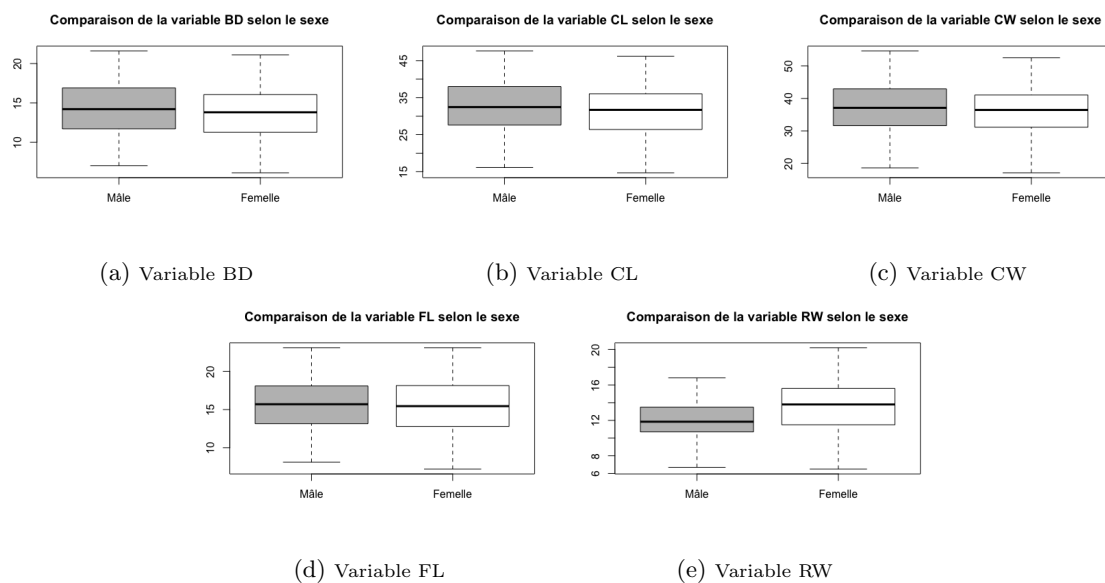 Comparaison de la variable BD selon le sexe
20
15
10
Mâle Femelle
(a) Variable BD
Comparaison de la variable CL selon le sexe
45
35
25
15
Mâle Femelle
(b) Variable CL
Comparaison de la variable CW selon le sexe
50
40
30
20
Mâle Femelle
(c) Variable CW
Comparaison de la variable FL selon le sexe
20
15
10
Mâle Femelle
(d) Variable FL
Comparaison de la variable RW selon le sexe
20
16
12
8
6
Mâle Femelle
(e) Variable RW